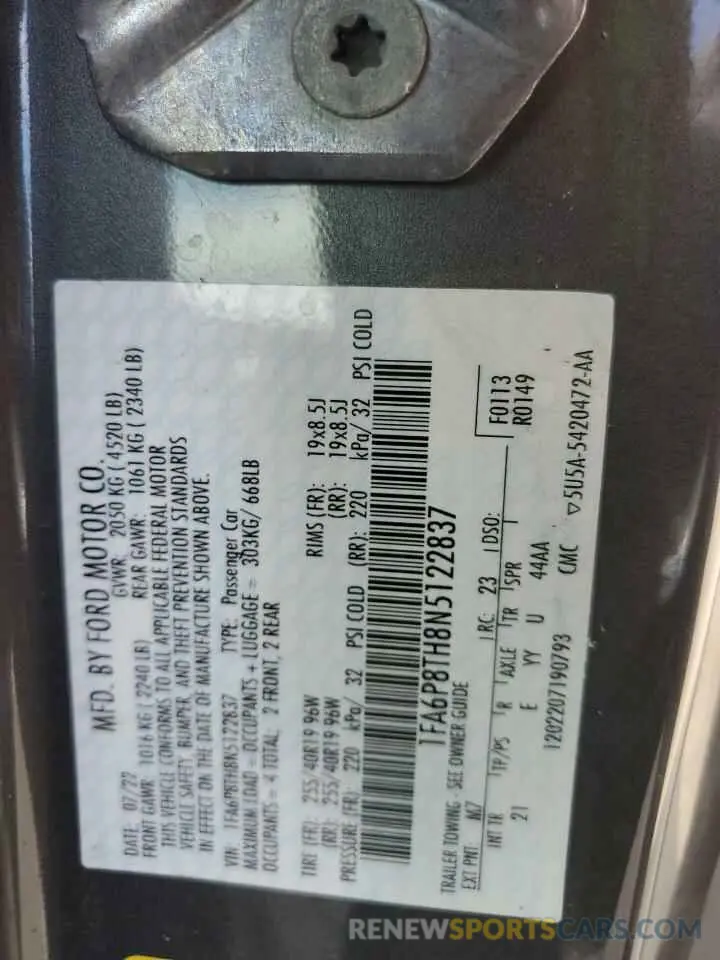 MFD. BY FORD MOTOR CO.
DATE: 07/22 GVWR: 2050 KG ( 4520 LB)
FRONT GAWR: 1016 KG ( 2240 LB) REAR GAWR: 1061 KG ( 2340 LB)
THIS VEHICLE CONFORMS TO ALL APPLICABLE FEDERAL MOTOR
VEHICLE SAFETY, BUMPER, AND THEFT PREVENTION STANDARDS
IN EFFECT ON THE DATE OF MANUFACTURE SHOWN ABOVE.
VIN: 1FA6P8TH8N5122837 TYPE: Passenger Car
MAXIMUM LOAD = OCCUPANTS + LUGGAGE = 303KG/ 668LB
OCCUPANTS = 4 TOTAL: 2 FRONT, 2 REAR
TIRE (FR): 255/40R19 96W RIMS (FR): 19x8.5J
(RR): 255/40R19 96W (RR): 19x8.5J
PRESSURE (FR): 220 kPa/ 32 PSI COLD (RR): 220 kPa/ 32 PSI COLD
1FA6P8TH8N5122837
TRAILER TOWING - SEE OWNER GUIDE
EXT PNT: M7 RC: 23 DSO: F0113
R0149
INT TR TP/PS R AXLE TR SPR
21 E YY U 44AA
1202207190793 CMC ▽5U5A-5420472-AA
RENEWSPORTSCARS.COM